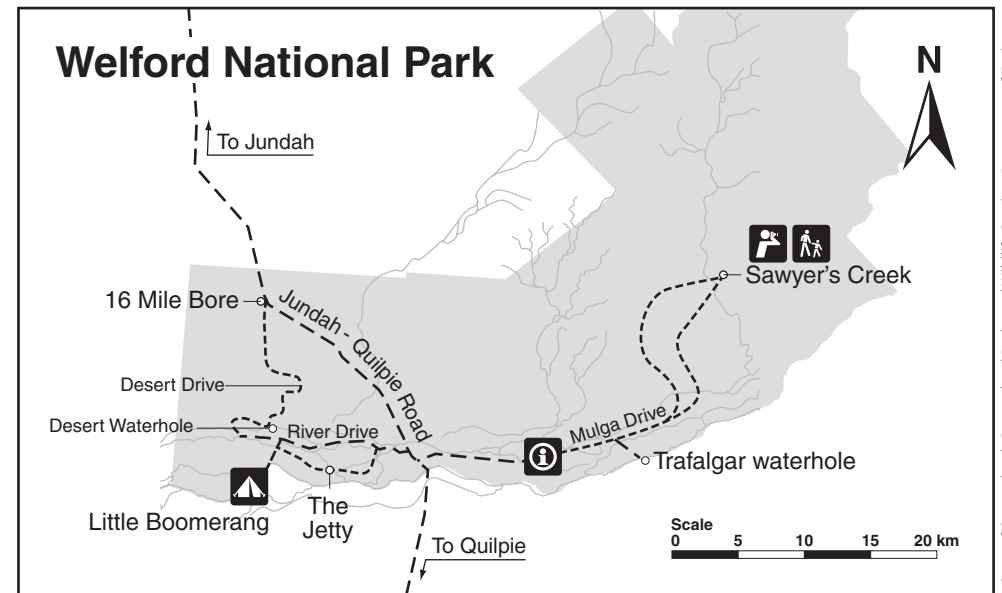 Welford National Park
N
To Jundah
Sawyer's Creek
16 Mile Bore
Jundah - Quilpie Road
Desert Drive
Desert Waterhole
River Drive
Mulga Drive
Trafalgar waterhole
Little Boomerang
The
Jetty
To Quilpie
Scale
0 5 10 15 20 km